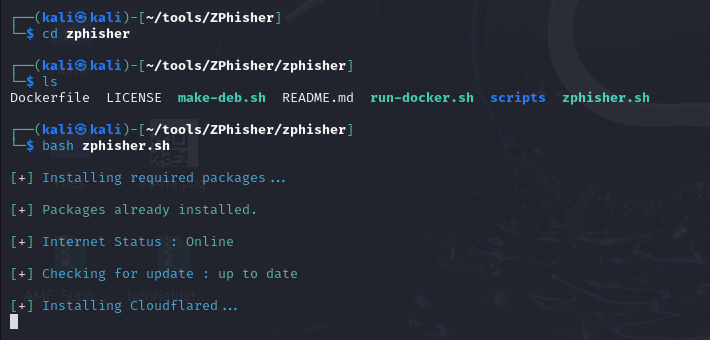 ┌──(kali㉿kali)-[~/tools/ZPhisher]
└─$ cd zphisher
┌──(kali㉿kali)-[~/tools/ZPhisher/zphisher]
└─$ ls
Dockerfile  LICENSE  make-deb.sh  README.md  run-docker.sh  scripts  zphisher.sh
┌──(kali㉿kali)-[~/tools/ZPhisher/zphisher]
└─$ bash zphisher.sh
[+] Installing required packages...
[+] Packages already installed.
[+] Internet Status : Online
[+] Checking for update : up to date
[+] Installing Cloudflared...